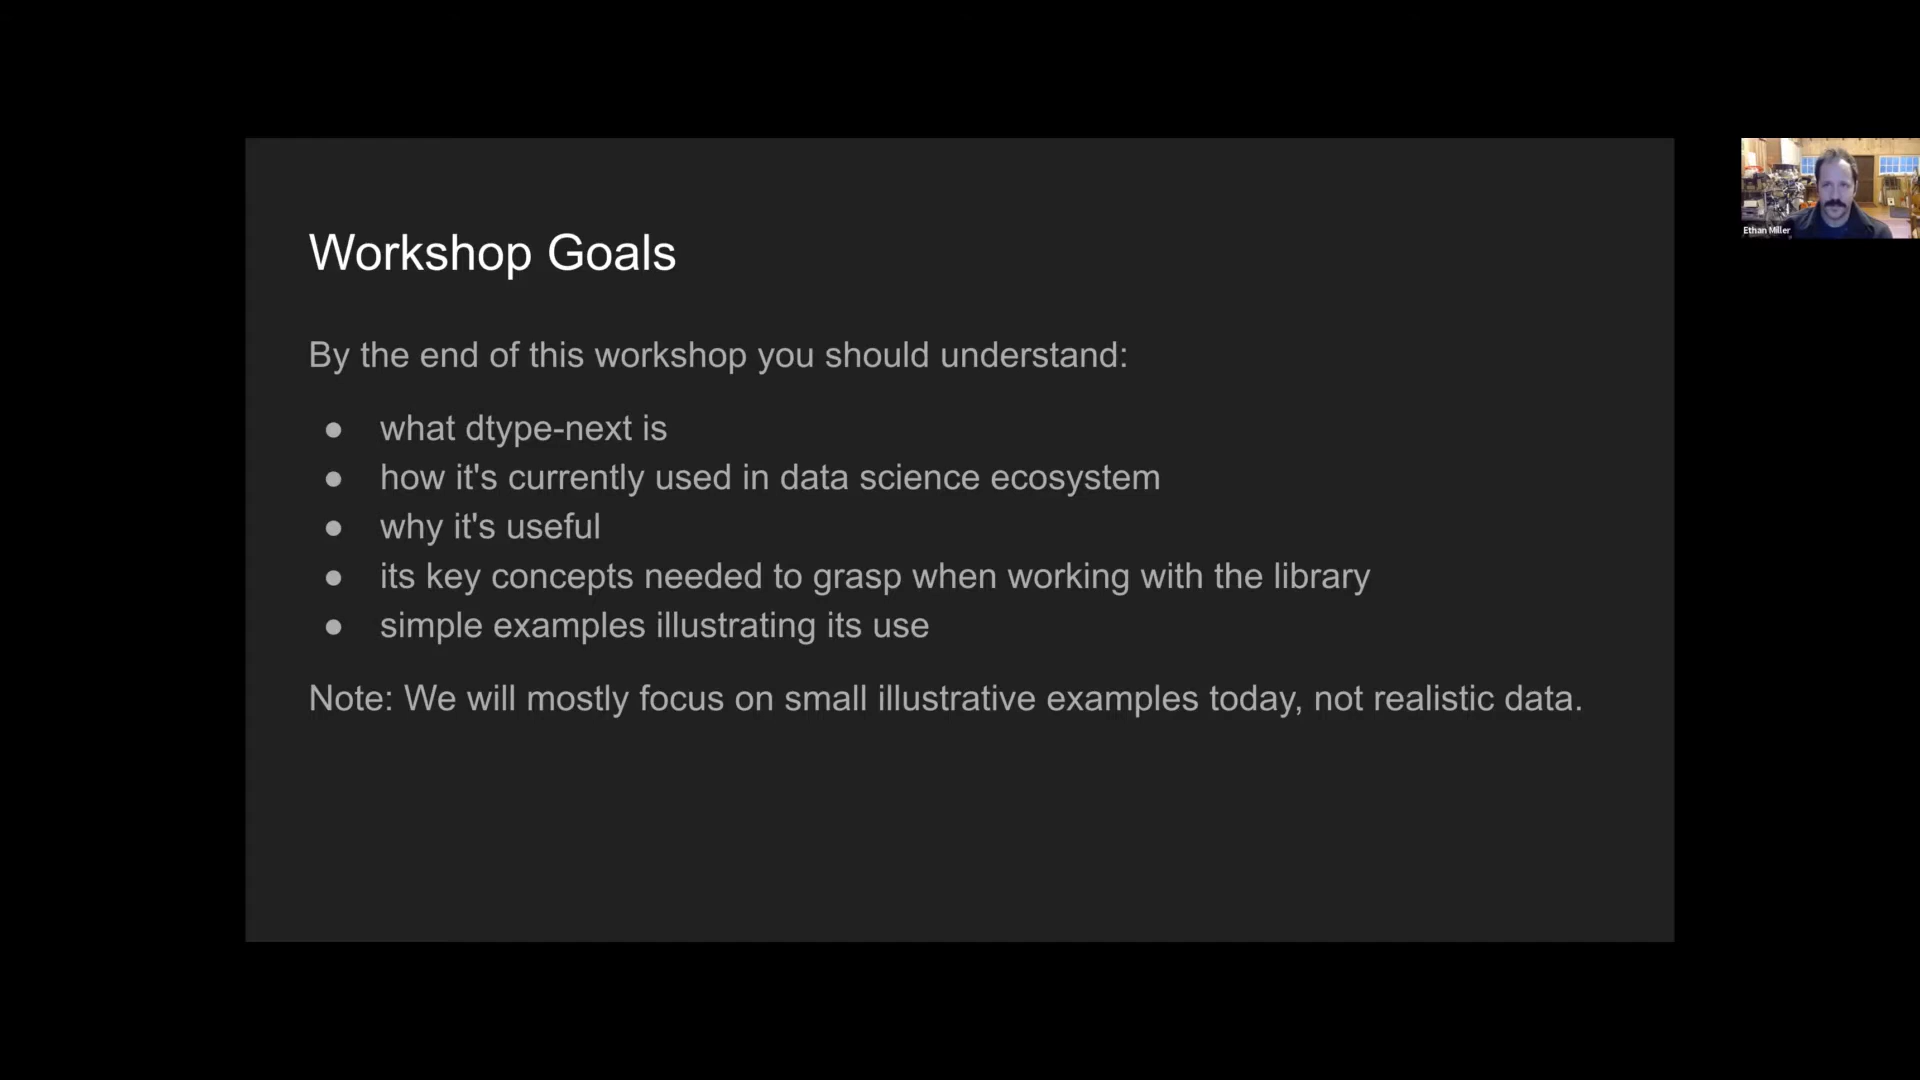 Workshop Goals
By the end of this workshop you should understand:
● what dtype-next is
● how it's currently used in data science ecosystem
● why it's useful
● its key concepts needed to grasp when working with the library
● simple examples illustrating its use
Note: We will mostly focus on small illustrative examples today, not realistic data.
Ethan Miller